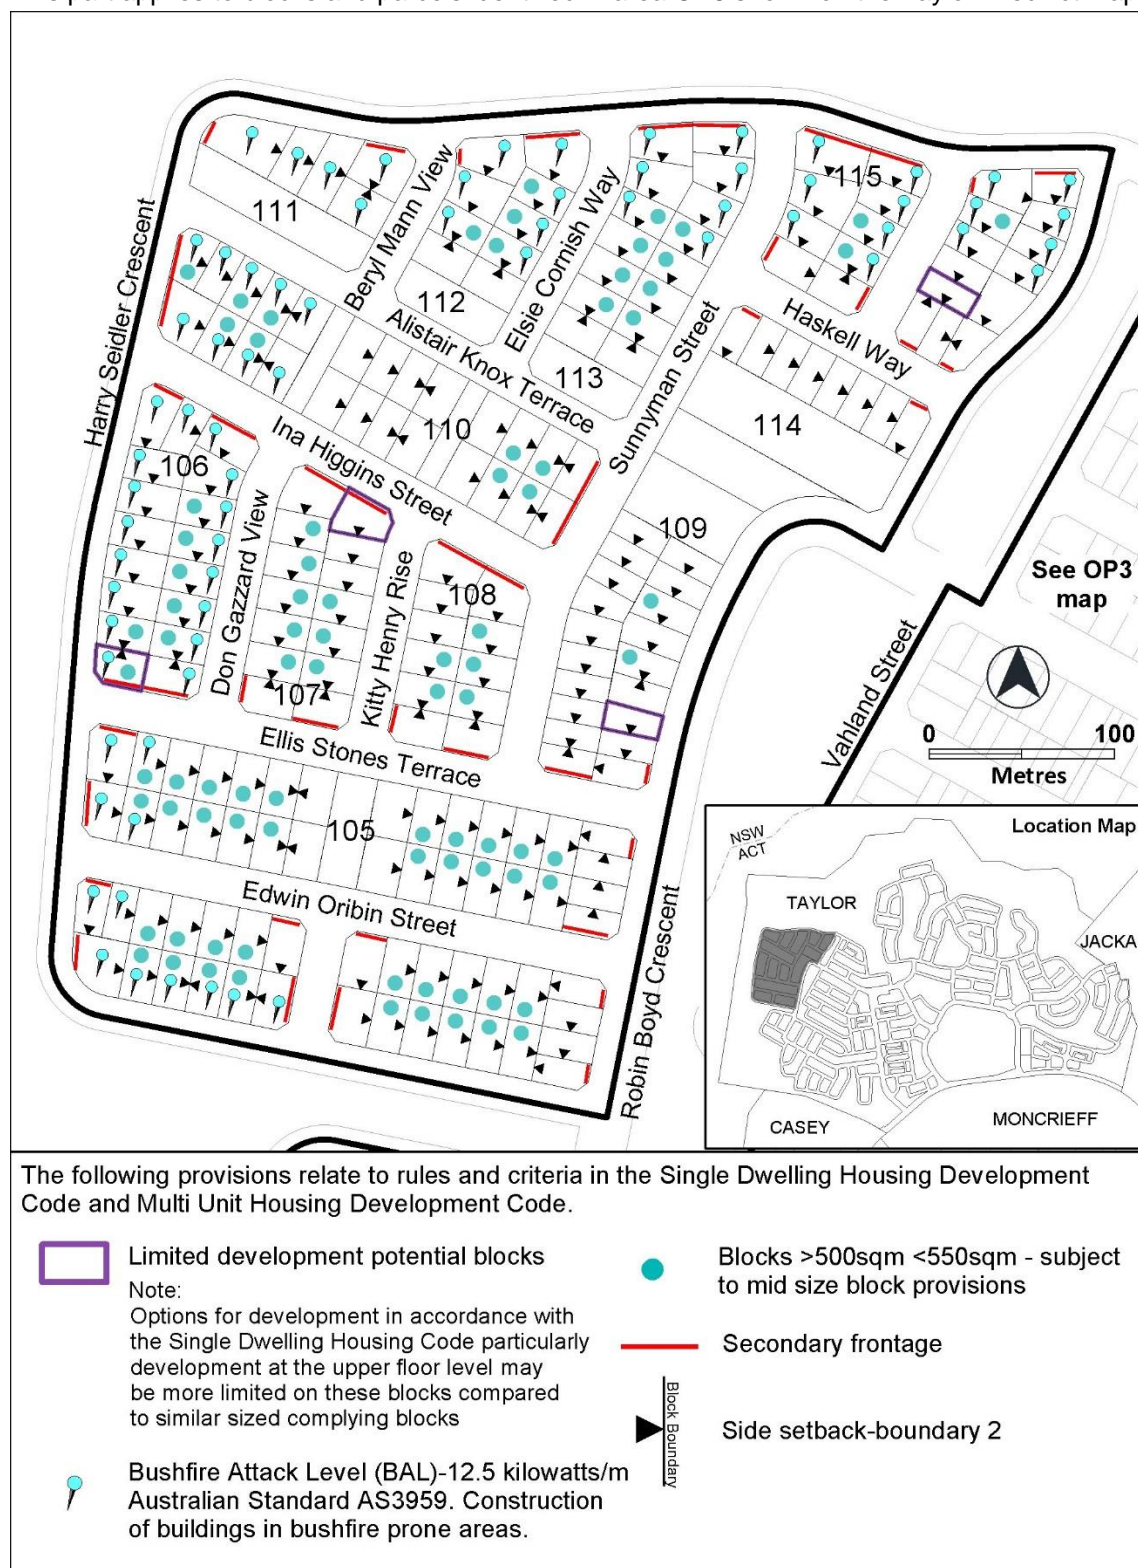 111
Beryl Mann View
112
Elsie Cornish Way
115
Harry Seidler Crescent
Alistair Knox Terrace
113
Sunnyman Street
Haskell Way
114
110
Ina Higgins Street
106
109
Don Gazzard View
108
Kitty Henry Rise
107
See OP3
map
Vahland Street
0 100
Metres
Ellis Stones Terrace
105
Edwin Oribin Street
Robin Boyd Crescent
Location Map
NSW
ACT
TAYLOR
JACKA
CASEY
MONCRIEFF
The following provisions relate to rules and criteria in the Single Dwelling Housing Development
Code and Multi Unit Housing Development Code.
Limited development potential blocks
Note:
Options for development in accordance with
the Single Dwelling Housing Code particularly
development at the upper floor level may
be more limited on these blocks compared
to similar sized complying blocks
Bushfire Attack Level (BAL)-12.5 kilowatts/m
Australian Standard AS3959. Construction
of buildings in bushfire prone areas.
Blocks >500sqm <550sqm - subject
to mid size block provisions
Secondary frontage
Block Boundary
Side setback-boundary 2